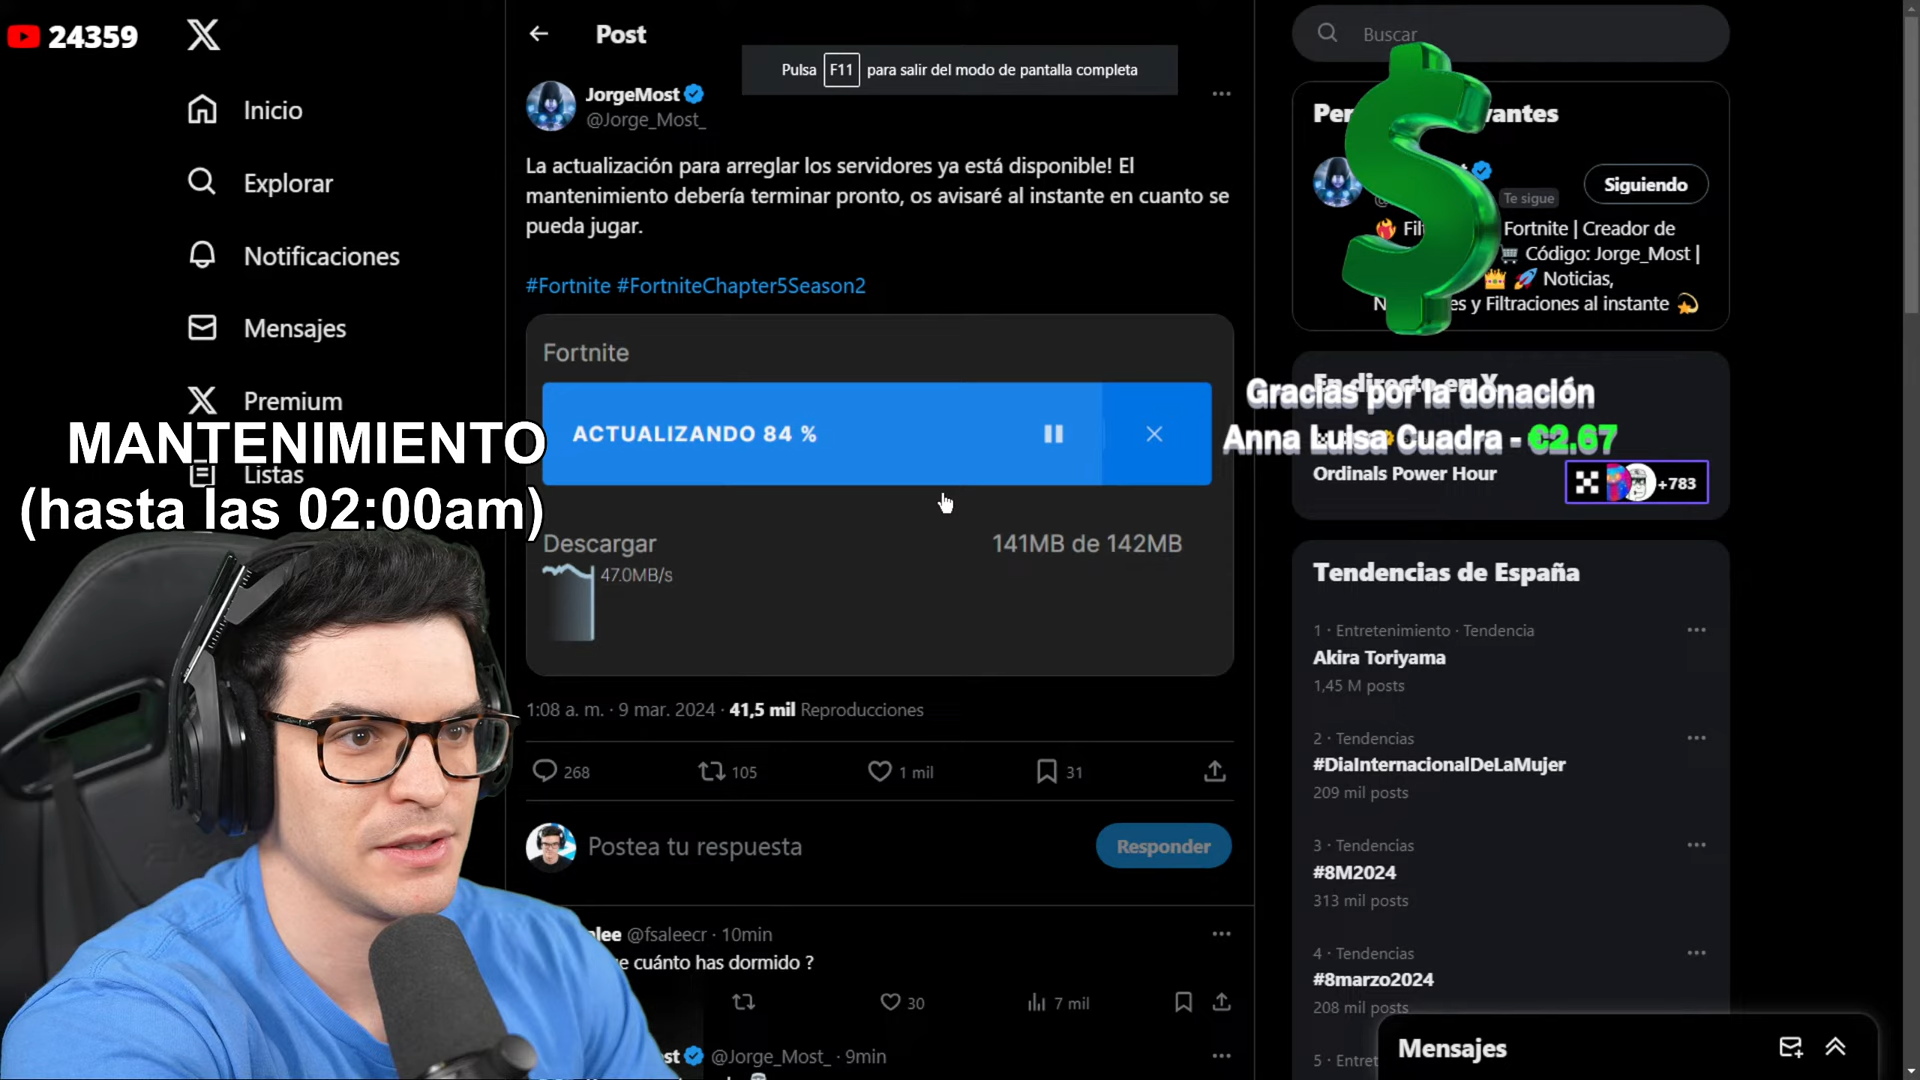 24359
Inicio
Explorar
Notificaciones
Mensajes
Premium
Listas
MANTENIMIENTO
(hasta las 02:00am)
Post
Pulsa F11 para salir del modo de pantalla completa
JorgeMost
@Jorge_Most_
La actualización para arreglar los servidores ya está disponible! El
mantenimiento debería terminar pronto, os avisaré al instante en cuanto se
pueda jugar.
#Fortnite #FortniteChapter5Season2
Fortnite
ACTUALIZANDO 84 %
Descargar
141MB de 142MB
47.0MB/s
1:08 a. m. · 9 mar. 2024 · 41,5 mil Reproducciones
268
105
1 mil
31
Postea tu respuesta
Responder
@fsaleecr · 10min
cuánto has dormido ?
30
7 mil
@Jorge_Most_ · 9min
Buscar
Siguiendo
Te sigue
Fortnite | Creador de
Código: Jorge_Most |
Noticias,
y Filtraciones al instante
En directo en X
Gracias por la donación
Anna Luisa Cuadra - €2.67
Ordinals Power Hour
+783
Tendencias de España
1 · Entretenimiento · Tendencia
Akira Toriyama
1,45 M posts
2 · Tendencias
#DiaInternacionalDeLaMujer
209 mil posts
3 · Tendencias
#8M2024
313 mil posts
4 · Tendencias
#8marzo2024
208 mil posts
5
Mensajes